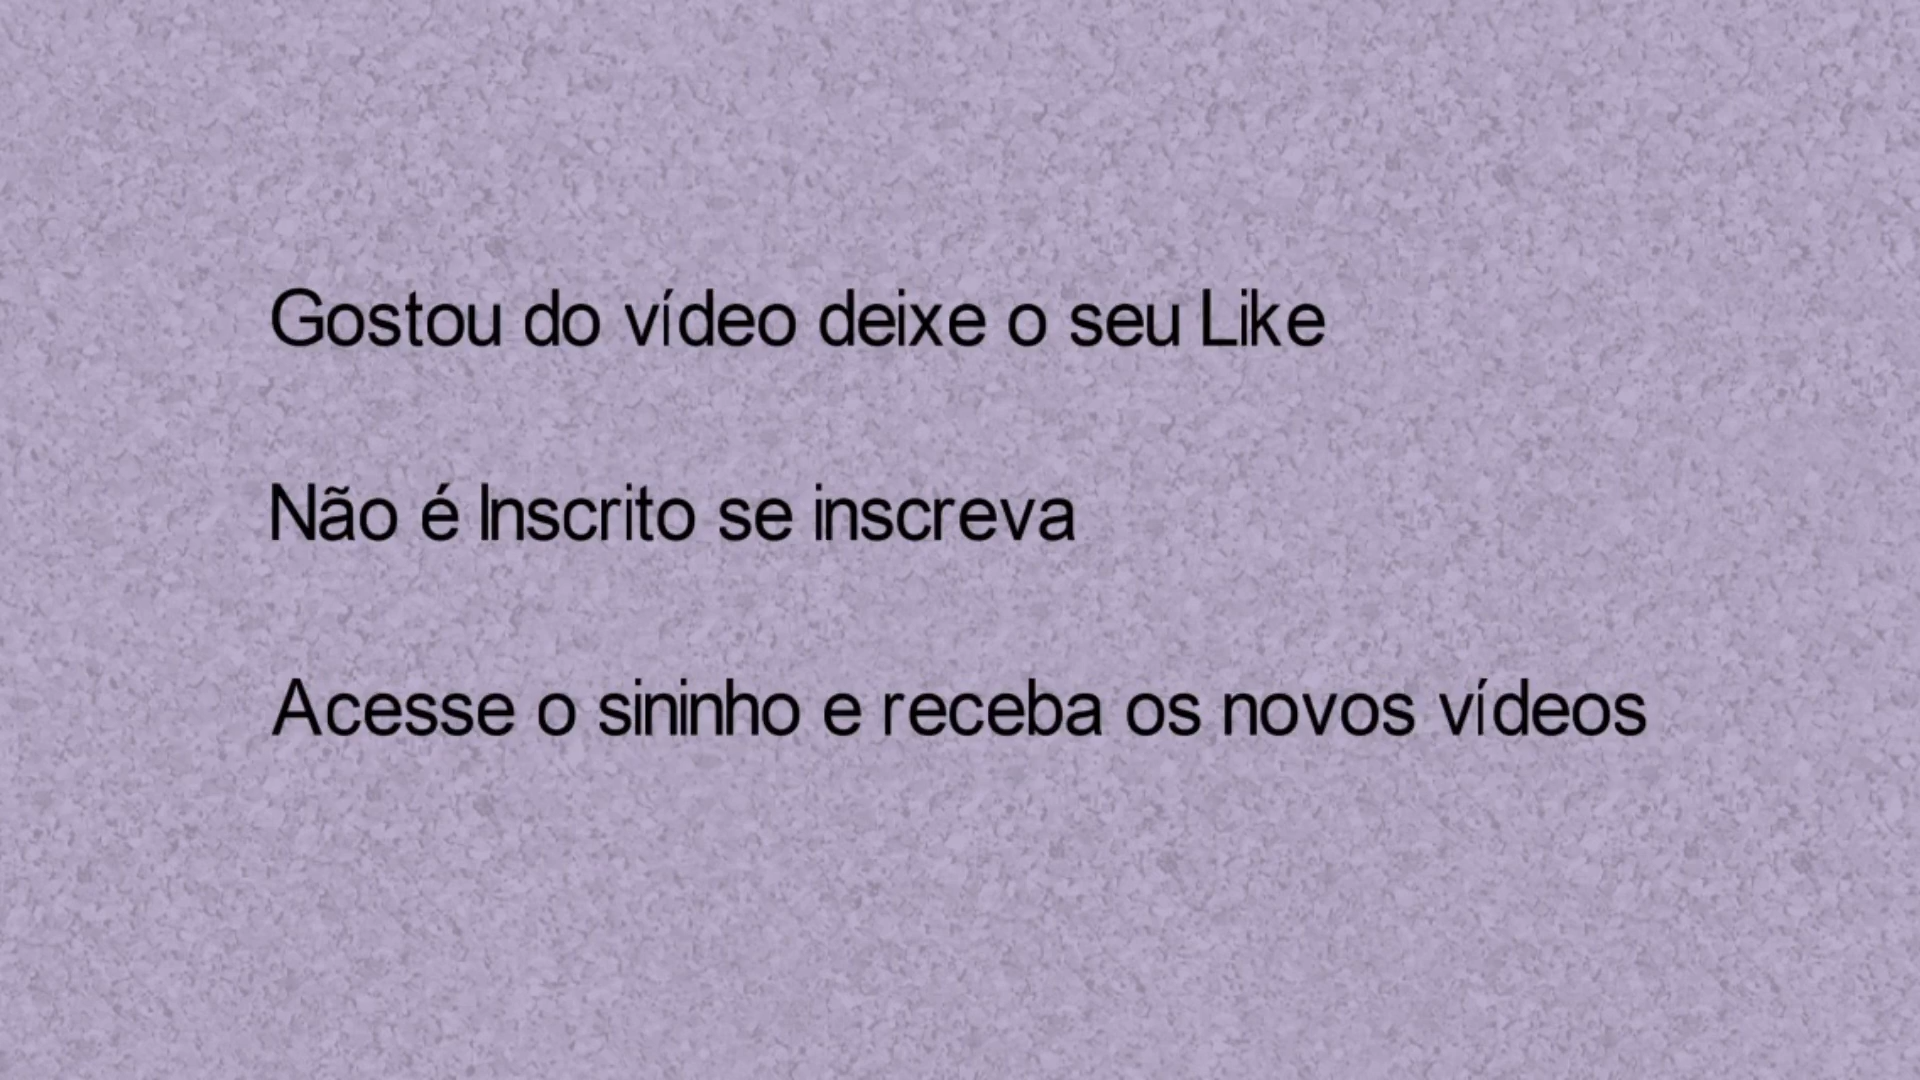 Gostou do vídeo deixe o seu Like
Não é Inscrito se inscreva
Acesse o sininho e receba os novos vídeos